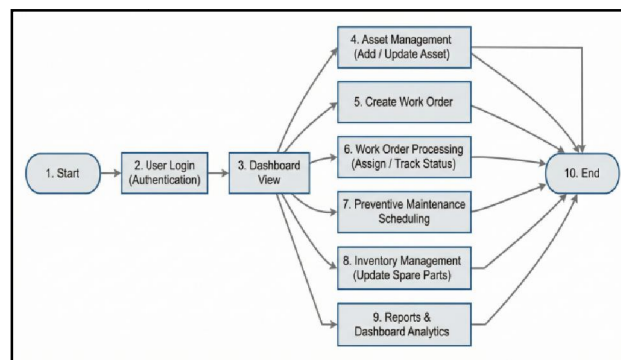 1. Start
2. User Login
(Authentication)
3. Dashboard
View
4. Asset Management
(Add / Update Asset)
5. Create Work Order
6. Work Order Processing
(Assign / Track Status)
7. Preventive Maintenance
Scheduling
8. Inventory Management
(Update Spare Parts)
9. Reports &
Dashboard Analytics
10. End